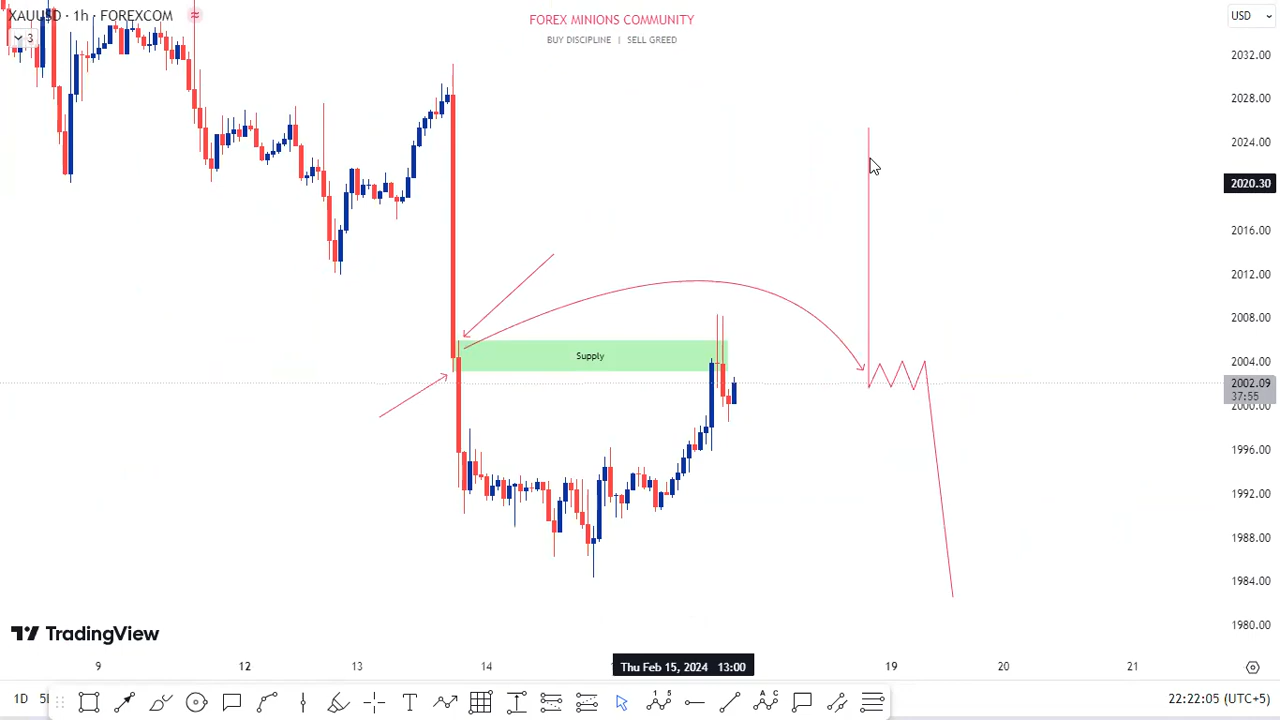 XAUUSD · 1h · FOREXCOM
3
FOREX MINIONS COMMUNITY
BUY DISCIPLINE | SELL GREED
USD
2032.00
2028.00
2024.00
2020.30
2016.00
2012.00
2008.00
2004.00
2002.09
37:55
2000.00
1996.00
1992.00
1988.00
1984.00
1980.00
Supply
TradingView
9
12
13
14
Thu Feb 15, 2024 13:00
19
20
21
1D
22:22:05 (UTC+5)